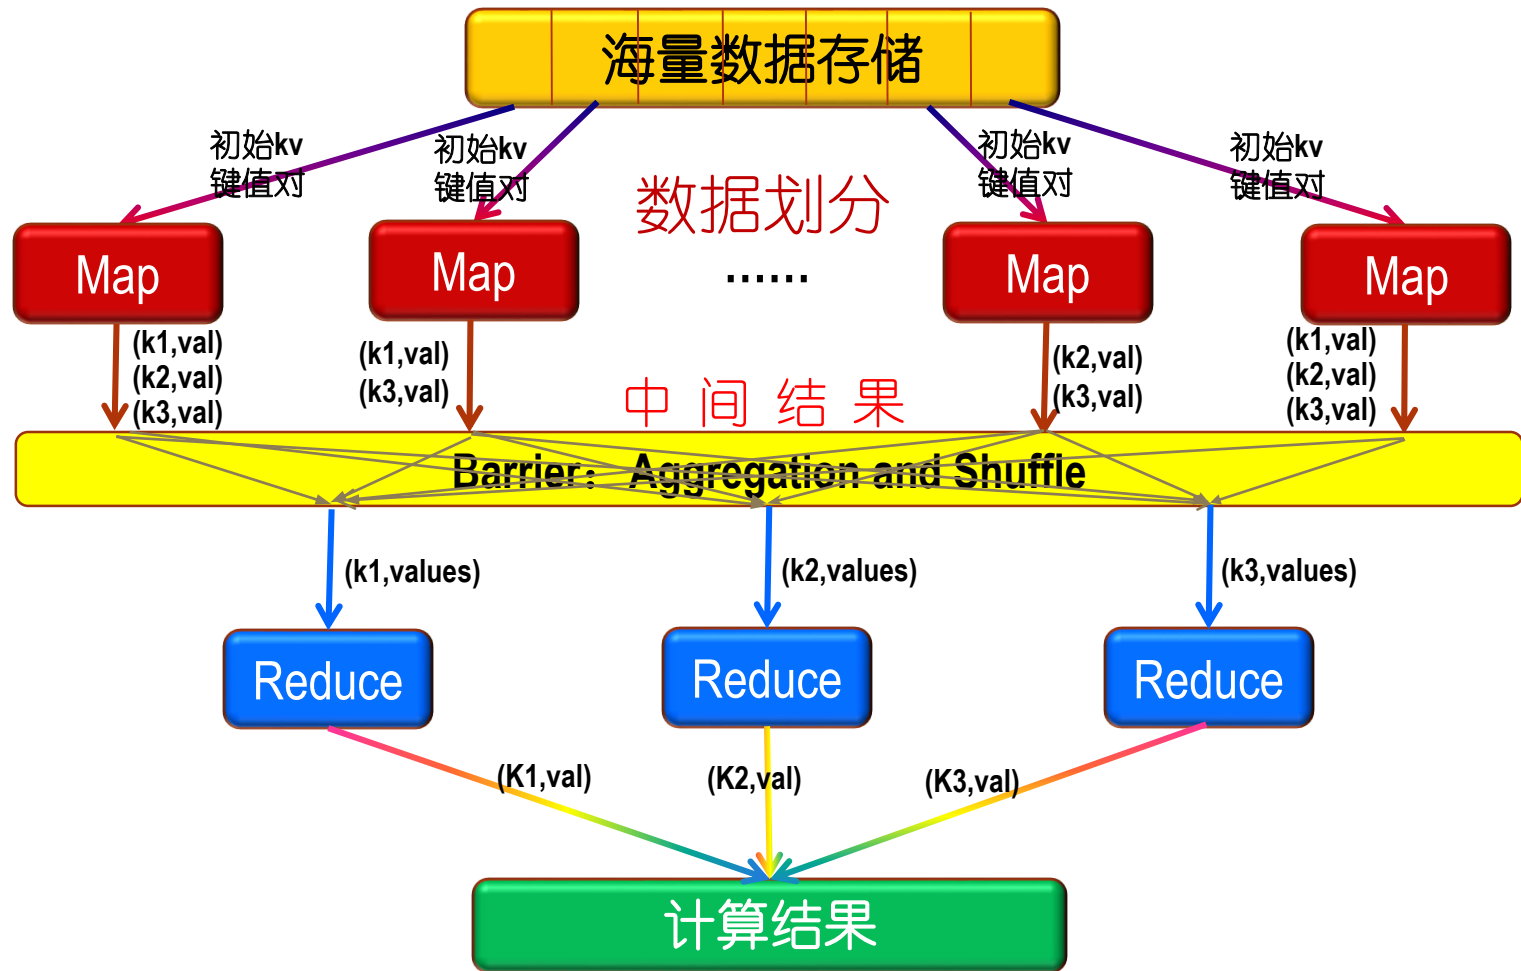 海量数据存储
初始kv
键值对
初始kv
键值对
初始kv
键值对
初始kv
键值对
数据划分
Map
Map
......
Map
Map
(k1,val)
(k2,val)
(k3,val)
(k1,val)
(k3,val)
(k2,val)
(k3,val)
(k1,val)
(k2,val)
(k3,val)
中间结果
Barrier： Aggregation and Shuffle
(k1,values)
(k2,values)
(k3,values)
Reduce
Reduce
Reduce
(K1,val)
(K2,val)
(K3,val)
计算结果